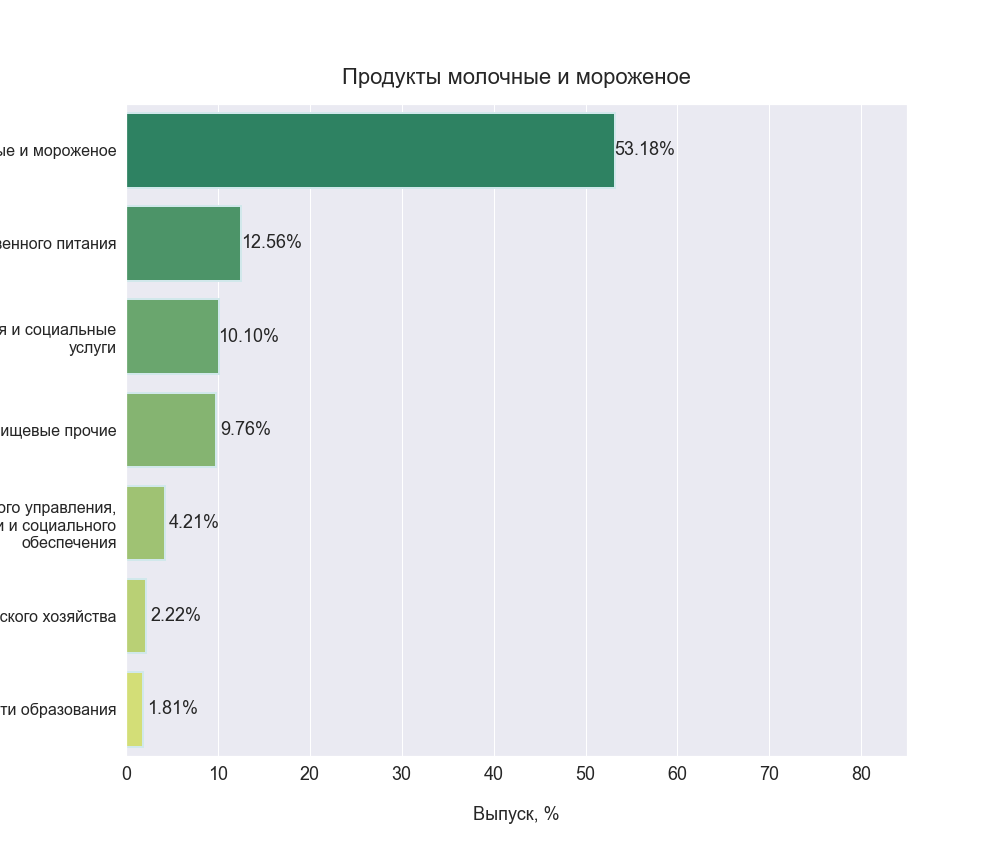 Продукты молочные и мороженое
ые и мороженое
53.18%
венного питания
12.56%
я и социальные
услуги
10.10%
ищевые прочие
9.76%
ого управления,
и и социального
обеспечения
4.21%
ского хозяйства
2.22%
ти образования
1.81%
0 10 20 30 40 50 60 70 80
Выпуск, %